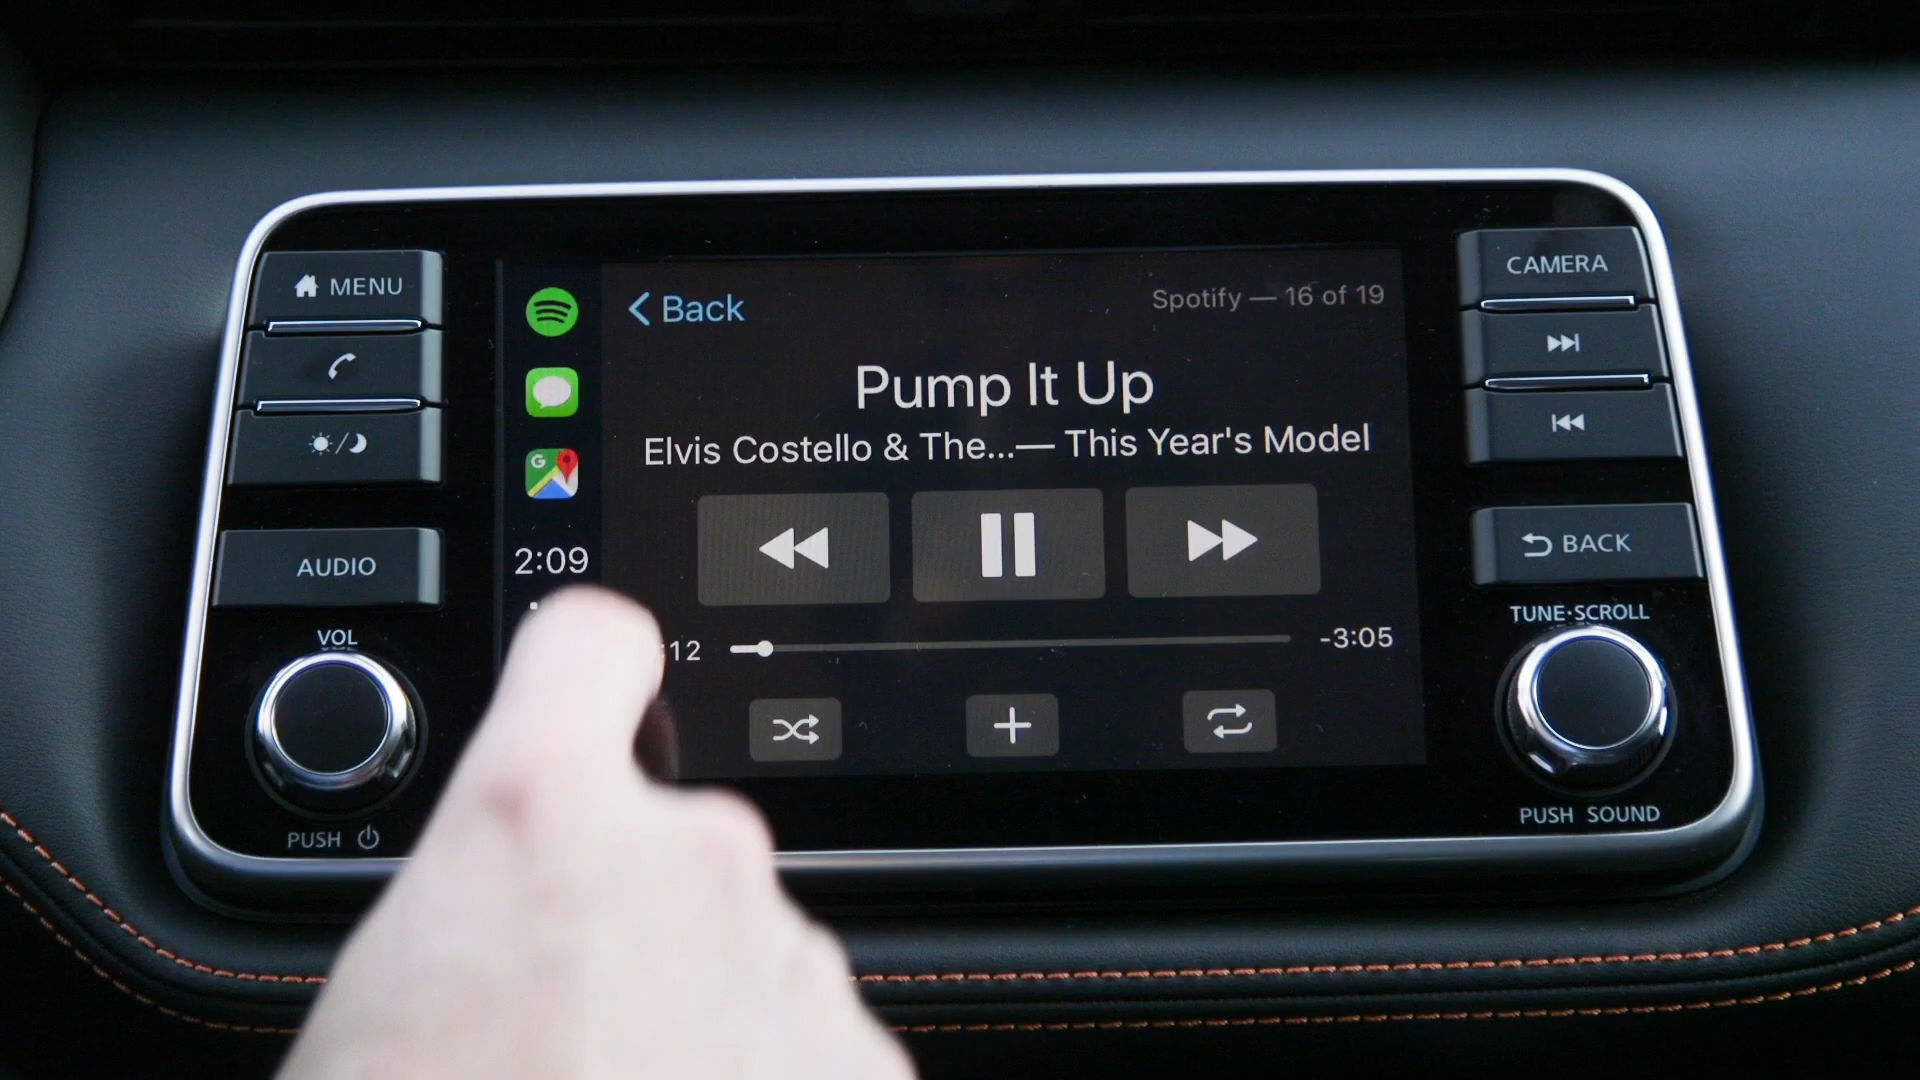 MENU
AUDIO
VOL
PUSH
2:09
Back
Spotify — 16 of 19
Pump It Up
Elvis Costello & The...— This Year's Model
:12
-3:05
CAMERA
BACK
TUNE·SCROLL
PUSH SOUND